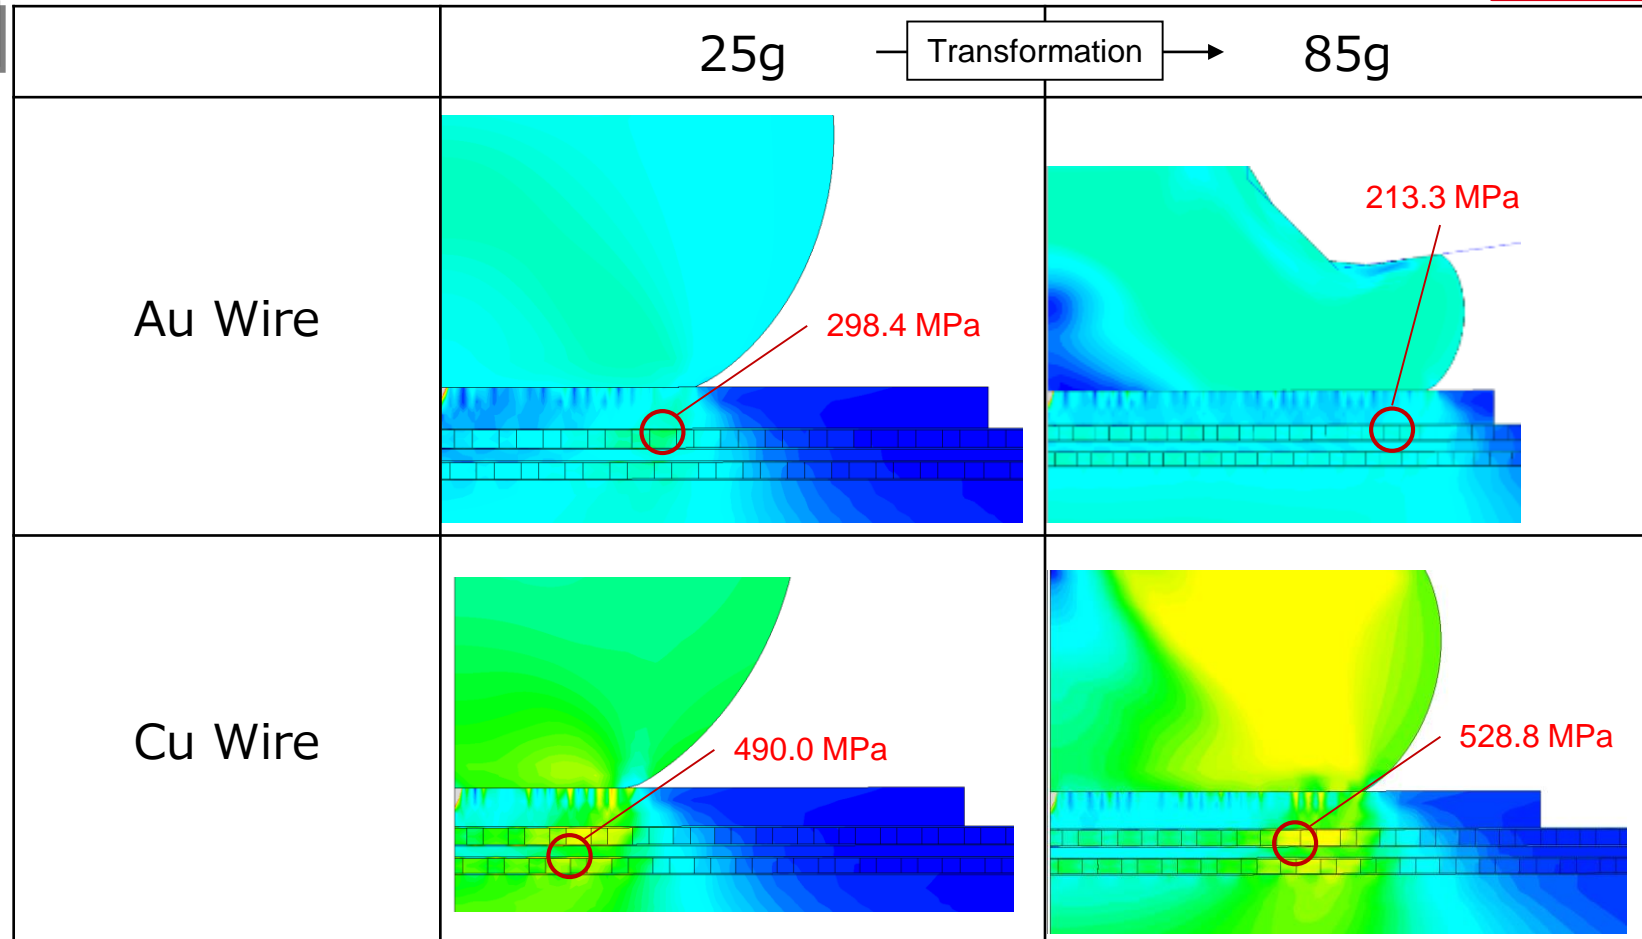 25g
Transformation
85g
Au Wire
298.4 MPa
213.3 MPa
Cu Wire
490.0 MPa
528.8 MPa